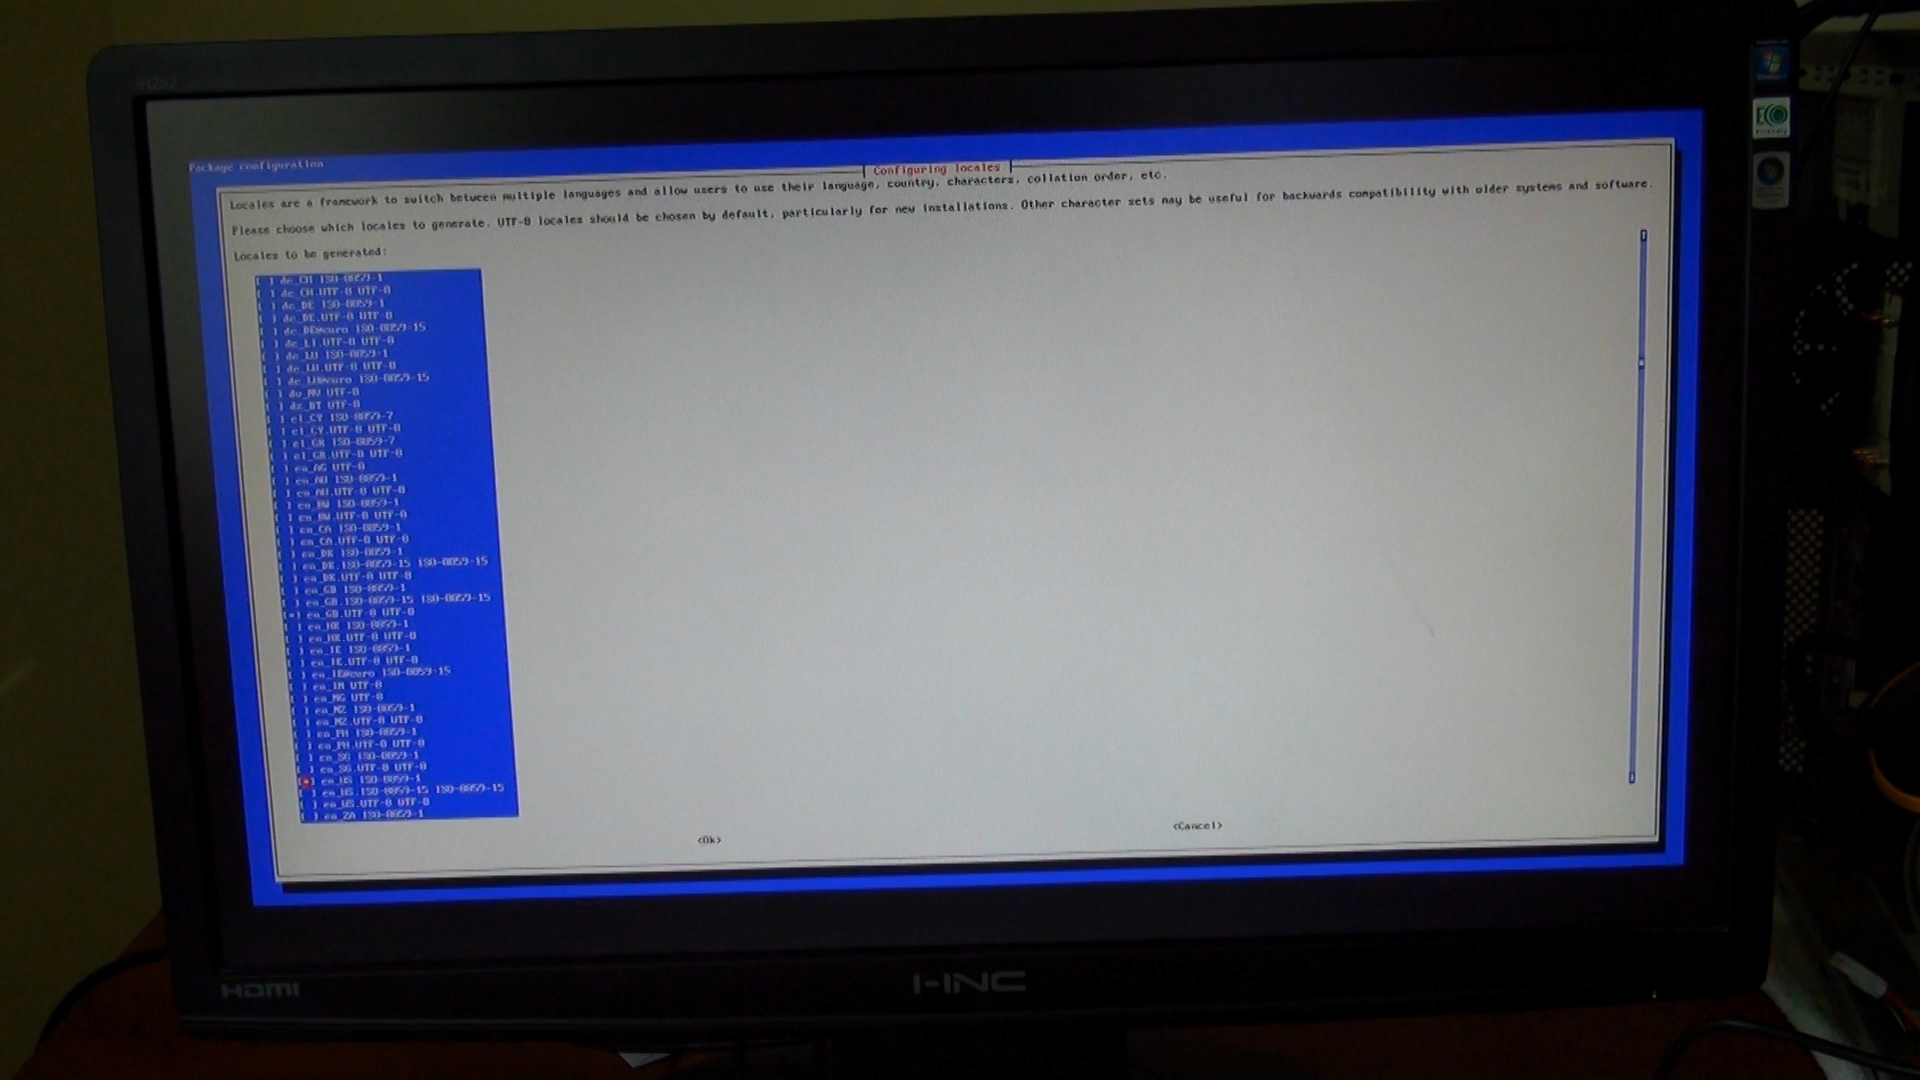 Package configuration
Configuring locales
Locales are a framework to switch between multiple languages and allow users to use their language, country, characters, collation order, etc.
Please choose which locales to generate. UTF-8 locales should be chosen by default, particularly for new installations. Other character sets may be useful for backwards compatibility with older systems and software.
Locales to be generated:
[ ] de_CH ISO-8859-1
[ ] de_CH.UTF-8 UTF-8
[ ] de_DE ISO-8859-1
[ ] de_DE.UTF-8 UTF-8
[ ] de_DE@euro ISO-8859-15
[ ] de_LI.UTF-8 UTF-8
[ ] de_LU ISO-8859-1
[ ] de_LU.UTF-8 UTF-8
[ ] de_LU@euro ISO-8859-15
[ ] dv_MV UTF-8
[ ] dz_BT UTF-8
[ ] el_CY ISO-8859-7
[ ] el_CY.UTF-8 UTF-8
[ ] el_GR ISO-8859-7
[ ] el_GR.UTF-8 UTF-8
[ ] en_AG UTF-8
[ ] en_AU ISO-8859-1
[ ] en_AU.UTF-8 UTF-8
[ ] en_BW ISO-8859-1
[ ] en_BW.UTF-8 UTF-8
[ ] en_CA ISO-8859-1
[ ] en_CA.UTF-8 UTF-8
[ ] en_DK ISO-8859-1
[ ] en_DK.ISO-8859-15 ISO-8859-15
[ ] en_DK.UTF-8 UTF-8
[ ] en_GB ISO-8859-1
[ ] en_GB.ISO-8859-15 ISO-8859-15
[*] en_GB.UTF-8 UTF-8
[ ] en_HK ISO-8859-1
[ ] en_HK.UTF-8 UTF-8
[ ] en_IE ISO-8859-1
[ ] en_IE.UTF-8 UTF-8
[ ] en_IE@euro ISO-8859-15
[ ] en_IN UTF-8
[ ] en_NG UTF-8
[ ] en_NZ ISO-8859-1
[ ] en_NZ.UTF-8 UTF-8
[ ] en_PH ISO-8859-1
[ ] en_PH.UTF-8 UTF-8
[ ] en_SG ISO-8859-1
[ ] en_SG.UTF-8 UTF-8
[*] en_US ISO-8859-1
[ ] en_US.ISO-8859-15 ISO-8859-15
[ ] en_US.UTF-8 UTF-8
[ ] en_ZA ISO-8859-1
<Ok>
<Cancel>
HDMI
I-INC
ECO
Friendly